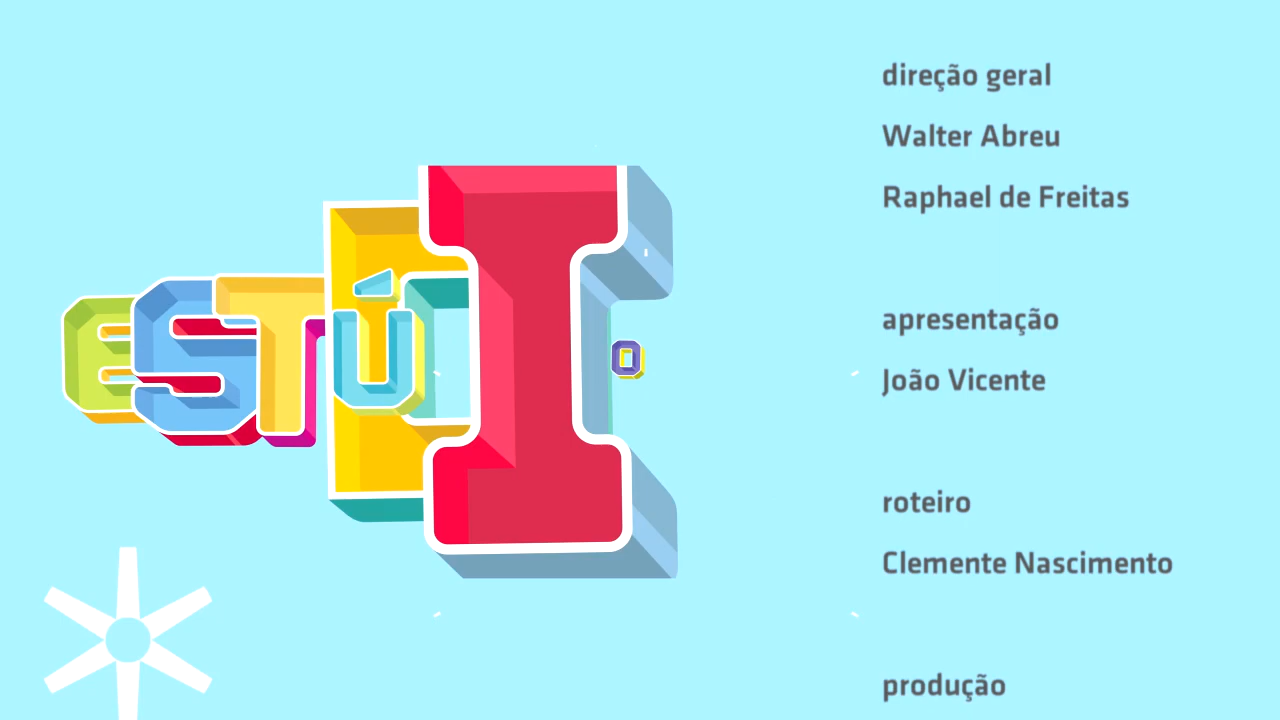 ESTÚDIO
direção geral
Walter Abreu
Raphael de Freitas
apresentação
João Vicente
roteiro
Clemente Nascimento
produção